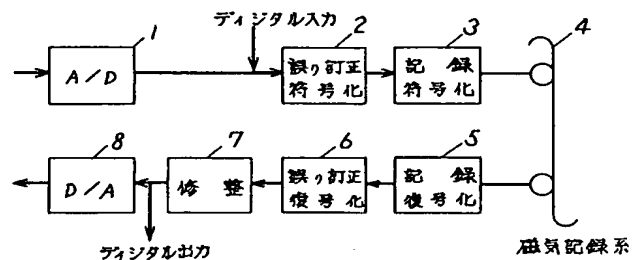 ディジタル入力
1
2
3
4
A/D
誤り訂正
符号化
記録
符号化
8
7
6
5
D/A
修整
誤り訂正
復号化
記録
復号化
ディジタル出力
磁気記録系